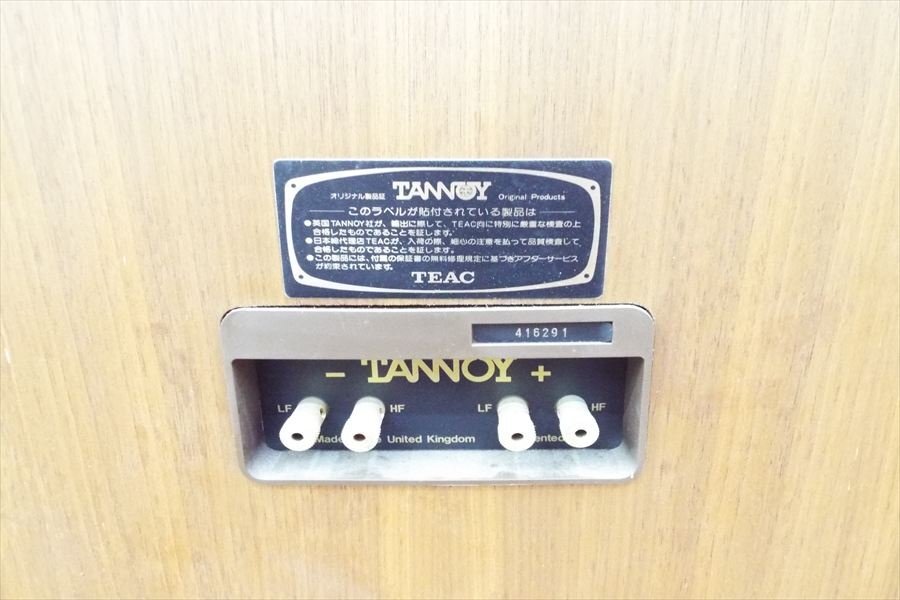 オリジナル製品証 TANNOY Original Products
このラベルが貼付されている製品は
●英国TANNOY社が、輸出に際して、TEAC向に特別に厳重な検査の上
合格したものであることを証します。
●日本総代理店TEACが、入荷の際、細心の注意をぬって品質検査して
合格したものであることを証します。
●この製品には、付属の保証書の無料修理規定に基づきアフターサービス
が約束されています。
TEAC
416291
- TANNOY +
LF HF LF HF
United Kingdom